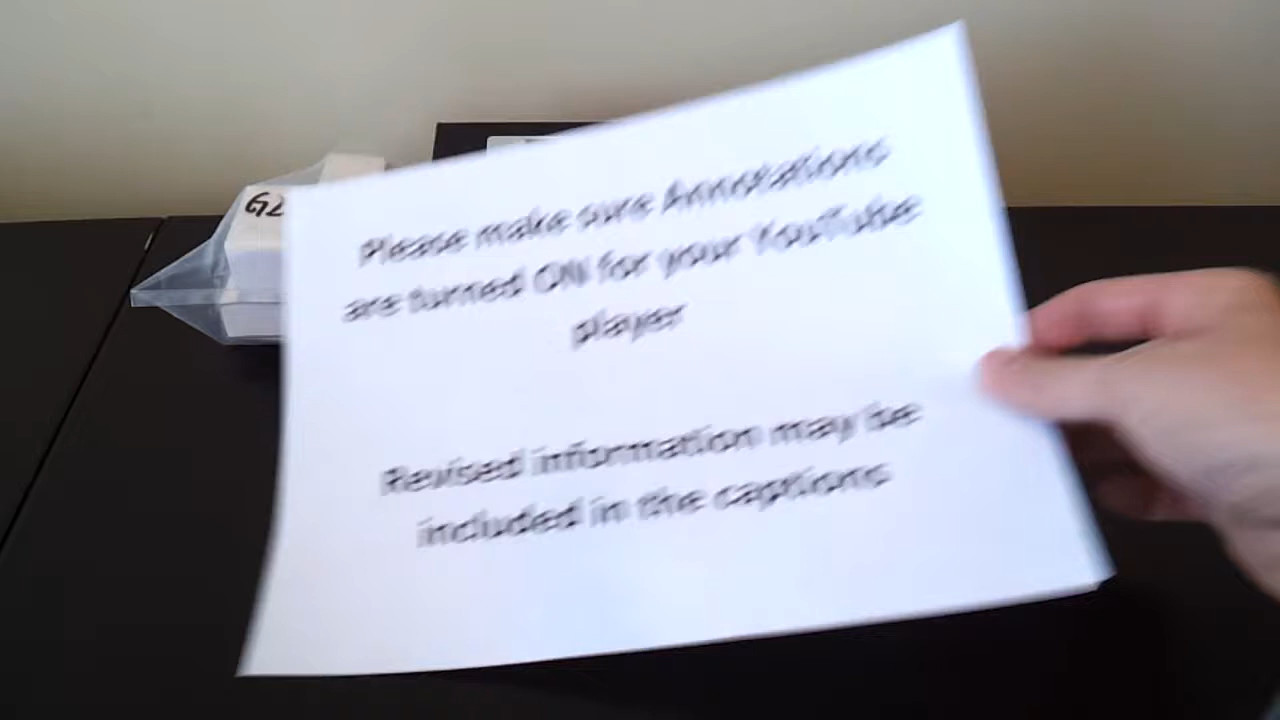 Please make sure Annotations
are turned ON for your YouTube
player
Revised information may be
included in the captions